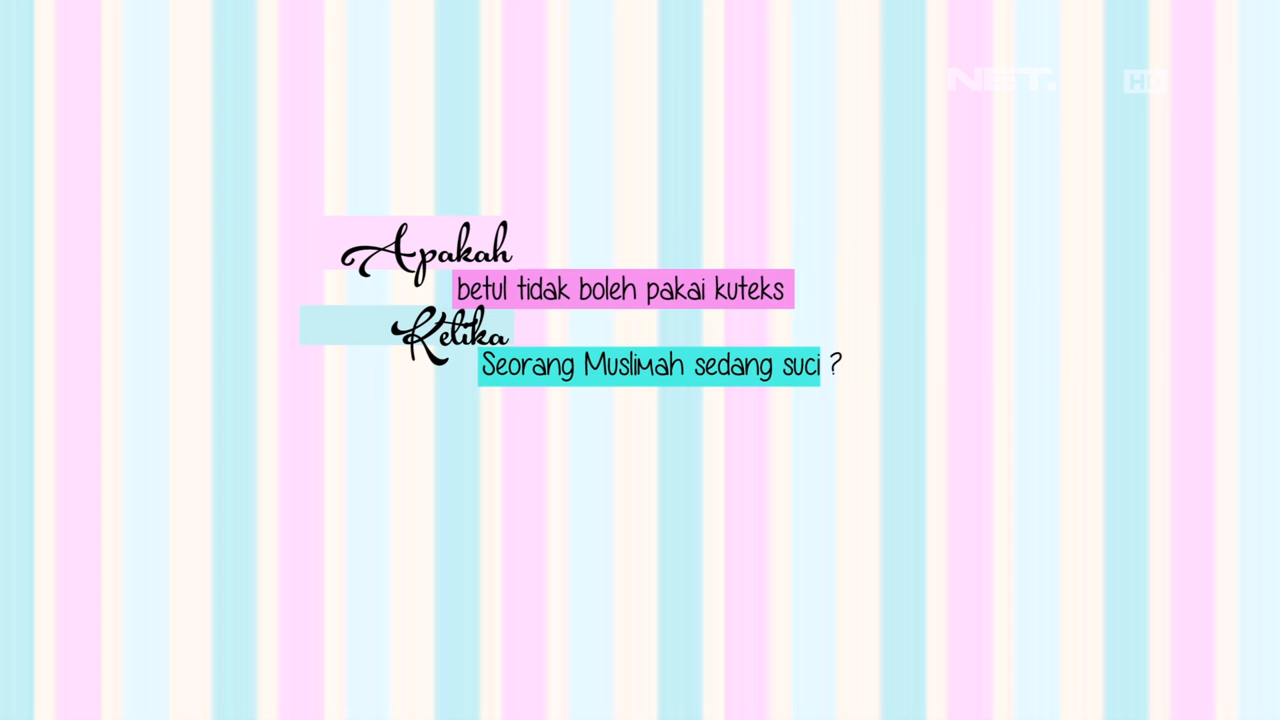 NET. HD
Apakah
betul tidak boleh pakai kuteks
Ketika
Seorang Muslimah sedang suci ?